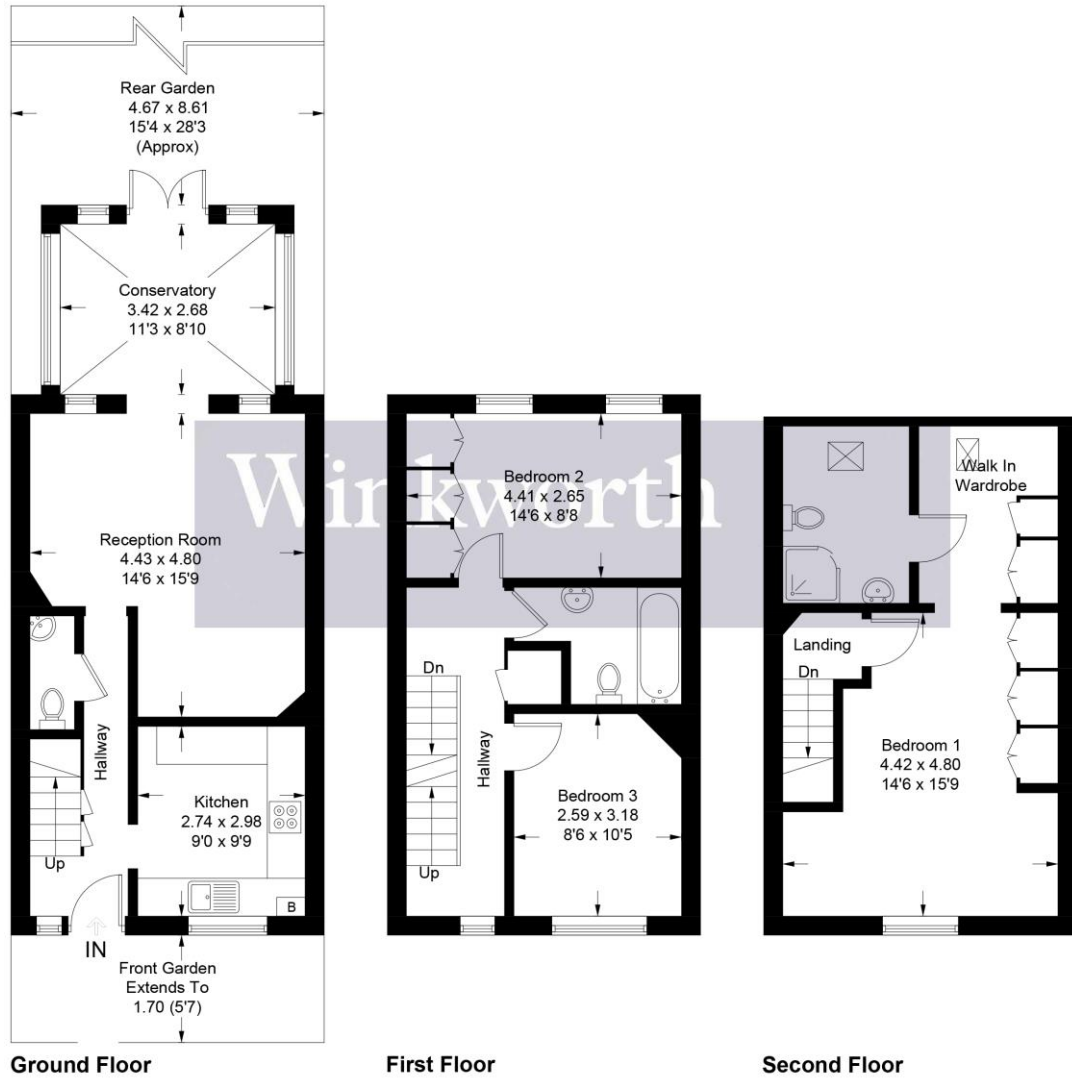 Rear Garden
4.67 x 8.61
15'4 x 28'3
(Approx)
Conservatory
3.42 x 2.68
11'3 x 8'10
Reception Room
4.43 x 4.80
14'6 x 15'9
Hallway
Up
Kitchen
2.74 x 2.98
9'0 x 9'9
B
IN
Front Garden
Extends To
1.70 (5'7)
Ground Floor
Winkworth
Bedroom 2
4.41 x 2.65
14'6 x 8'8
Dn
Hallway
Up
Bedroom 3
2.59 x 3.18
8'6 x 10'5
First Floor
Walk In
Wardrobe
Landing
Dn
Bedroom 1
4.42 x 4.80
14'6 x 15'9
Second Floor